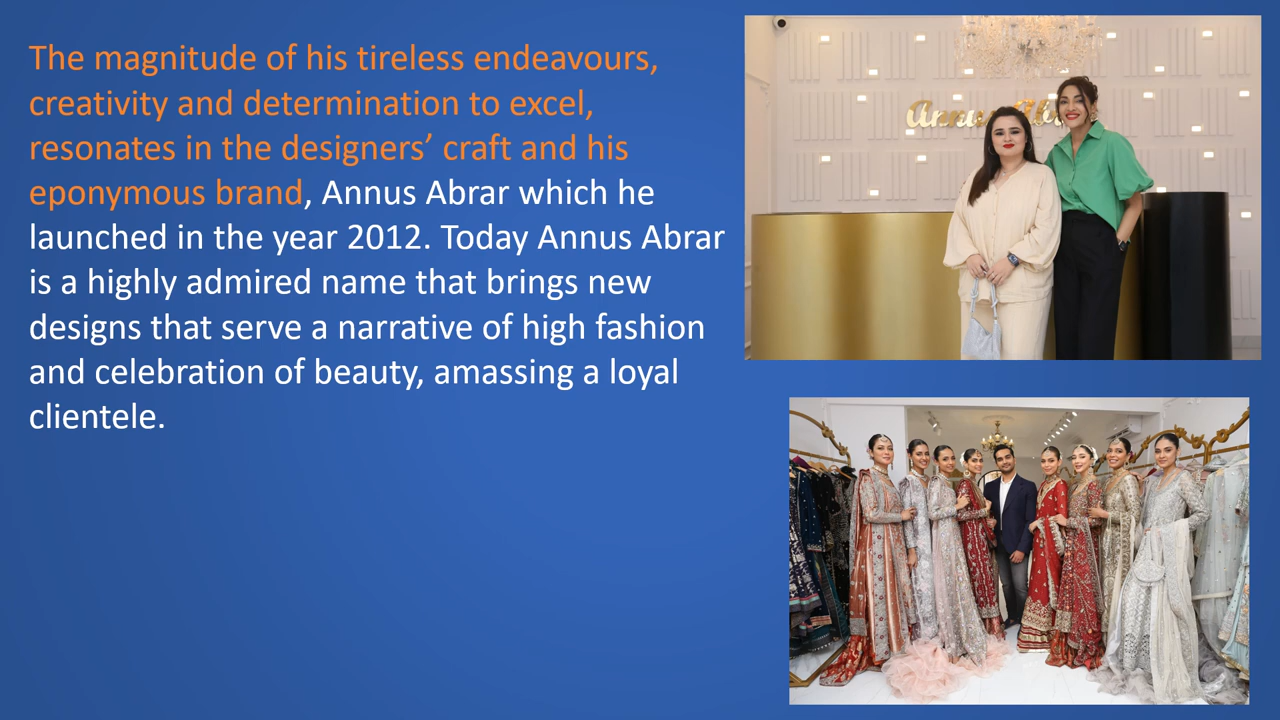 The magnitude of his tireless endeavours,
creativity and determination to excel,
resonates in the designers’ craft and his
eponymous brand, Annus Abrar which he
launched in the year 2012. Today Annus Abrar
is a highly admired name that brings new
designs that serve a narrative of high fashion
and celebration of beauty, amassing a loyal
clientele.
Annus Ab